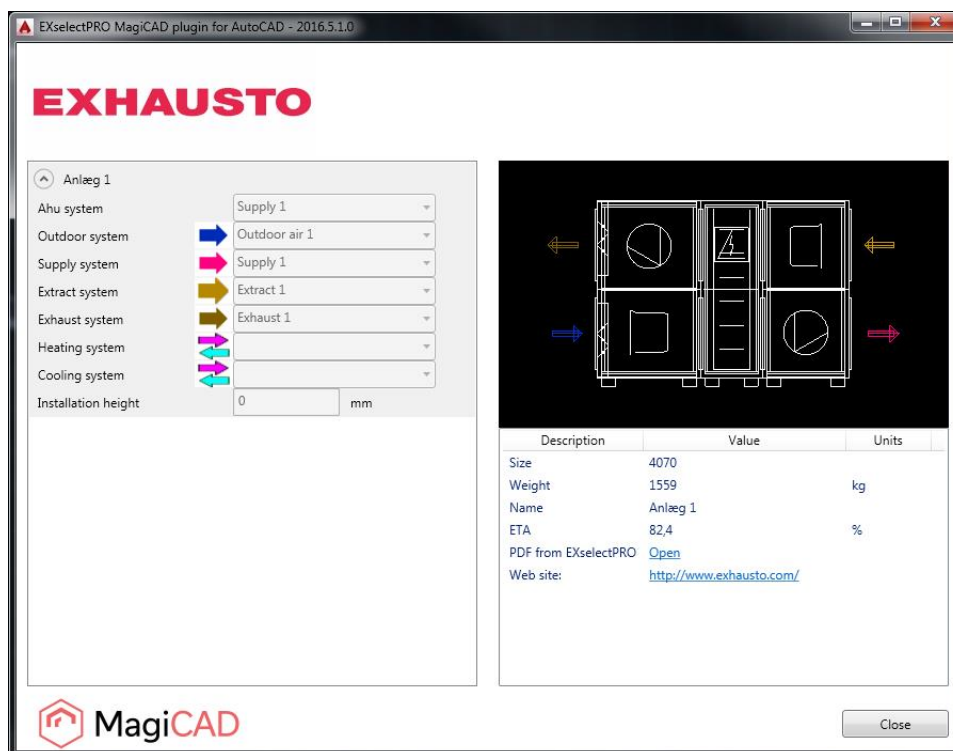 EXselectPRO MagiCAD plugin for AutoCAD - 2016.5.1.0
EXHAUSTO
Anlæg 1
Ahu system Supply 1
Outdoor system Outdoor air 1
Supply system Supply 1
Extract system Extract 1
Exhaust system Exhaust 1
Heating system
Cooling system
Installation height 0 mm
Description Value Units
Size 4070
Weight 1559 kg
Name Anlæg 1
ETA 82,4 %
PDF from EXselectPRO Open
Web site: http://www.exhausto.com/
MagiCAD
Close